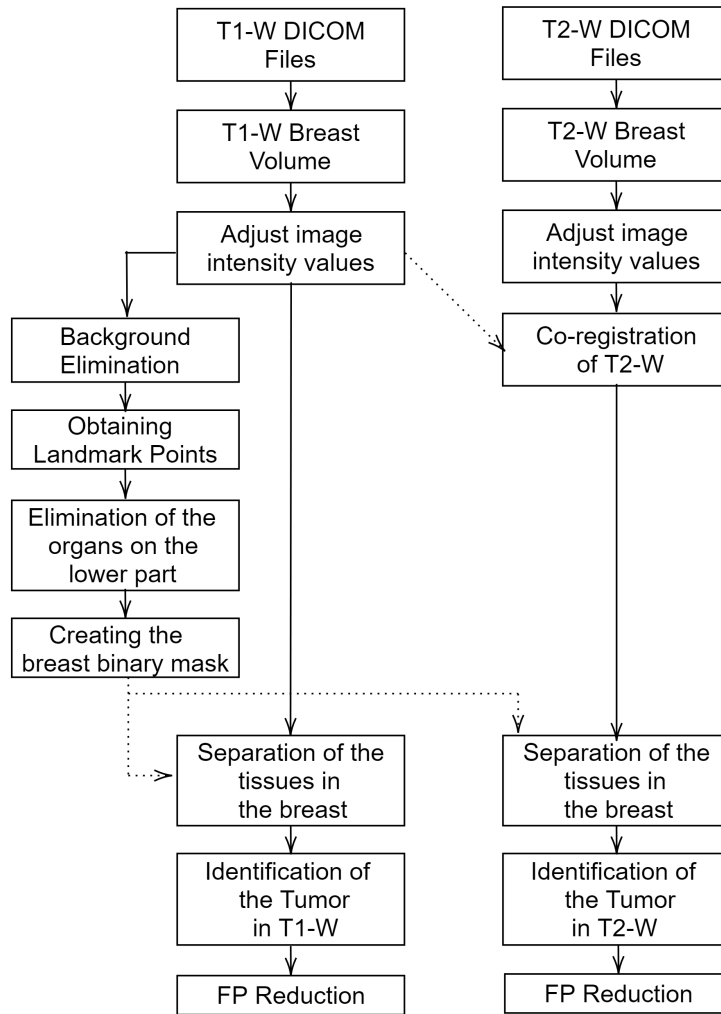 T1-W DICOM
Files
T2-W DICOM
Files
T1-W Breast
Volume
T2-W Breast
Volume
Adjust image
intensity values
Adjust image
intensity values
Background
Elimination
Co-registration
of T2-W
Obtaining
Landmark Points
Elimination of the
organs on the
lower part
Creating the
breast binary mask
Separation of the
tissues in
the breast
Separation of the
tissues in
the breast
Identification of
the Tumor
in T1-W
Identification of
the Tumor
in T2-W
FP Reduction
FP Reduction